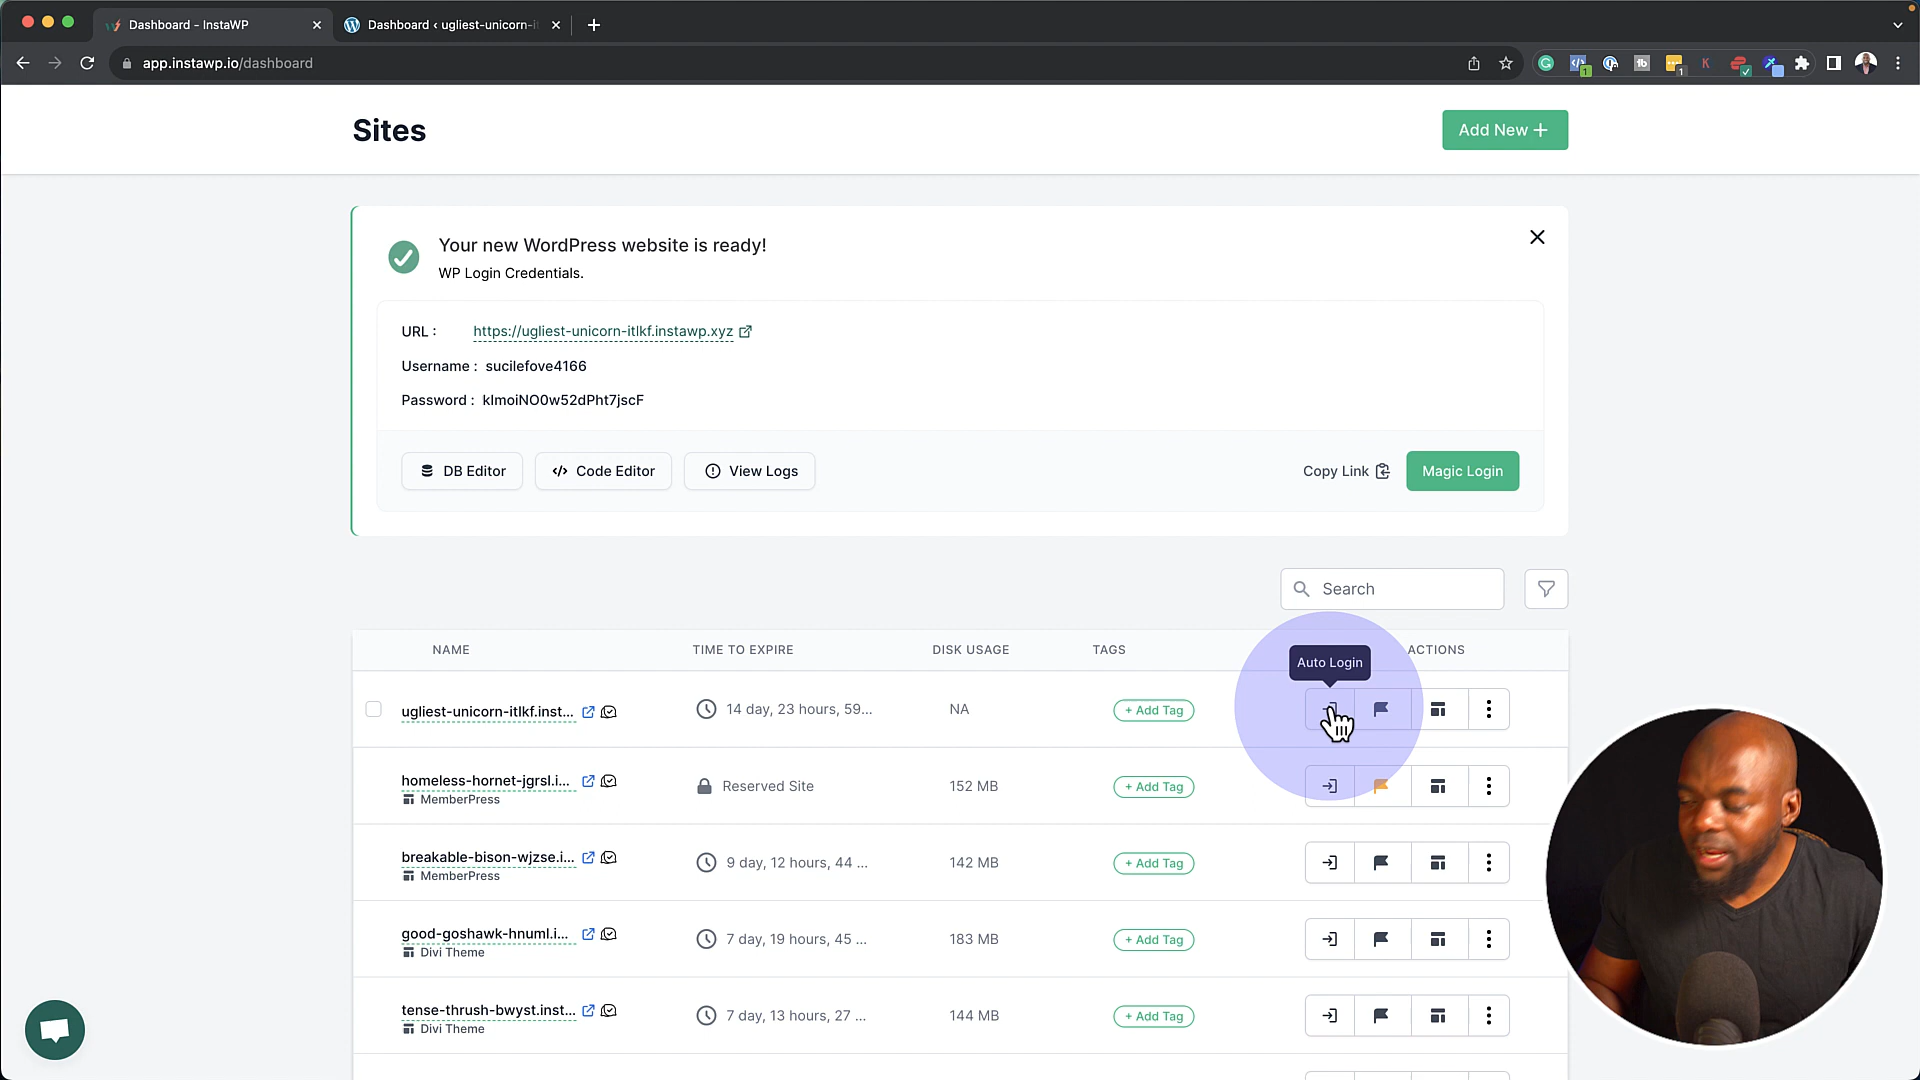 Dashboard - InstaWP
Dashboard ‹ ugliest-unicorn-it
app.instawp.io/dashboard
Sites
Add New +
Your new WordPress website is ready!
WP Login Credentials.
URL : https://ugliest-unicorn-itlkf.instawp.xyz
Username : sucilefove4166
Password : kImoiNO0w52dPht7jscF
DB Editor
Code Editor
View Logs
Copy Link
Magic Login
Search
NAME TIME TO EXPIRE DISK USAGE TAGS ACTIONS
Auto Login
ugliest-unicorn-itlkf.inst... 14 day, 23 hours, 59... NA + Add Tag
homeless-hornet-jgrsl.i... Reserved Site 152 MB + Add Tag
MemberPress
breakable-bison-wjzse.i... 9 day, 12 hours, 44 ... 142 MB + Add Tag
MemberPress
good-goshawk-hnuml.i... 7 day, 19 hours, 45 ... 183 MB + Add Tag
Divi Theme
tense-thrush-bwyst.inst... 7 day, 13 hours, 27 ... 144 MB + Add Tag
Divi Theme